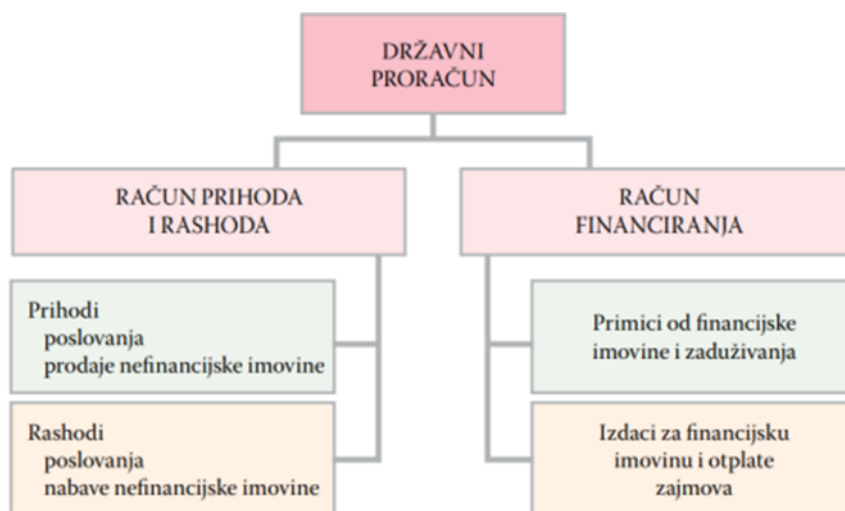 DRŽAVNI
PRORAČUN
RAČUN PRIHODA
I RASHODA
RAČUN
FINANCIRANJA
Prihodi
poslovanja
prodaje nefinancijske imovine
Primici od financijske
imovine i zaduživanja
Rashodi
poslovanja
nabave nefinancijske imovine
Izdaci za financijsku
imovinu i otplate
zajmova